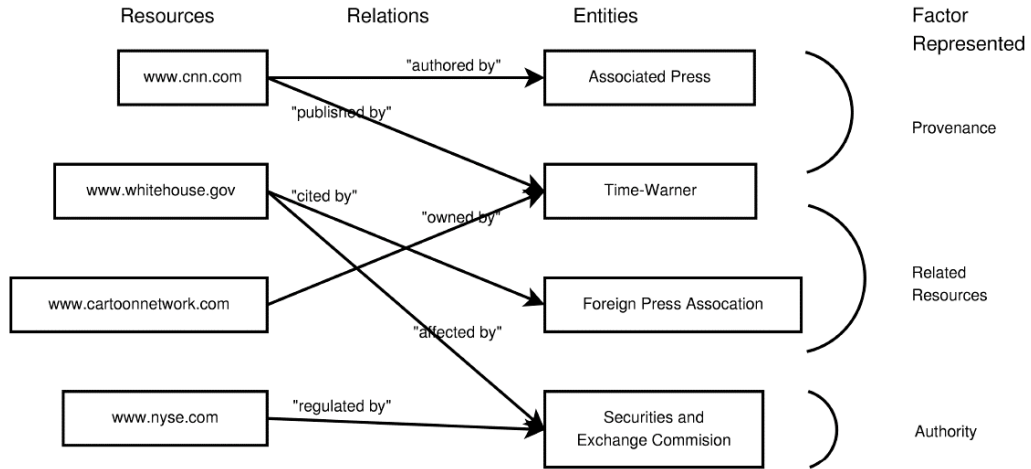 Resources
Relations
Entities
Factor
Represented
www.cnn.com
"authored by"
Associated Press
"published by"
Provenance
www.whitehouse.gov
"cited by"
Time-Warner
"owned by"
www.cartoonnetwork.com
Foreign Press Assocation
Related
Resources
"affected by"
www.nyse.com
"regulated by"
Securities and
Exchange Commision
Authority